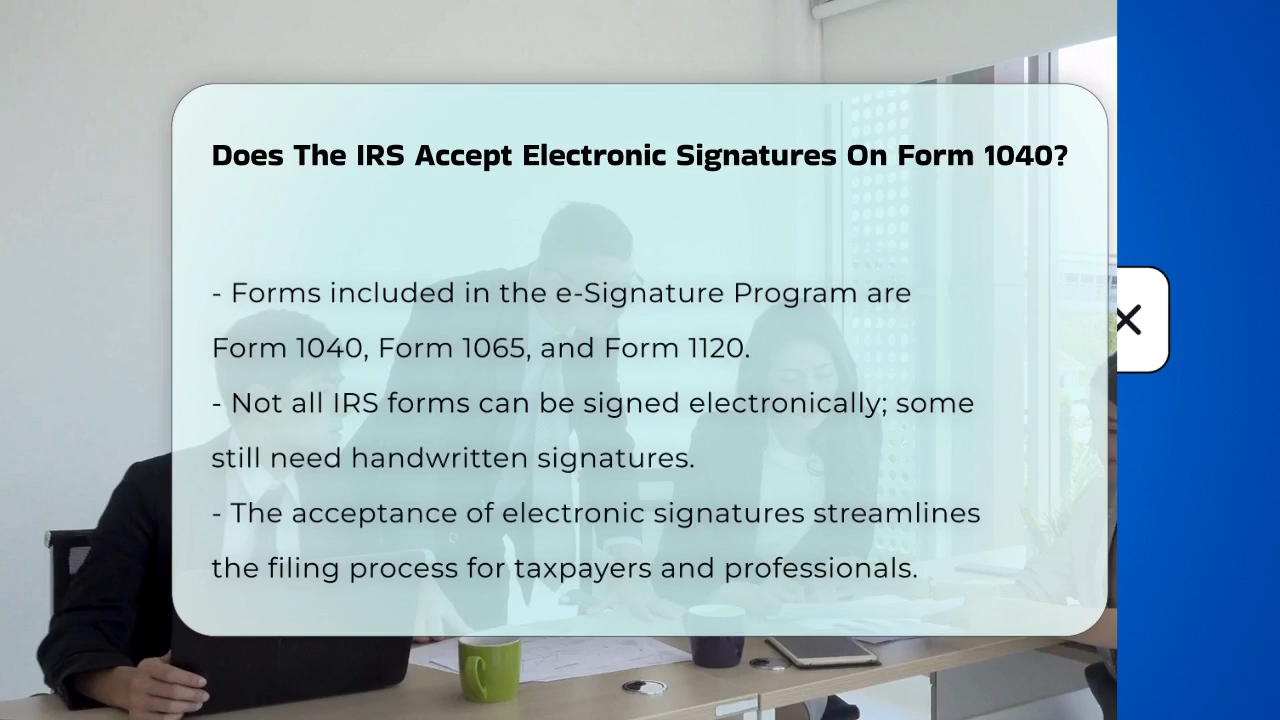 Does The IRS Accept Electronic Signatures On Form 1040?
- Forms included in the e-Signature Program are
Form 1040, Form 1065, and Form 1120.
- Not all IRS forms can be signed electronically; some
still need handwritten signatures.
- The acceptance of electronic signatures streamlines
the filing process for taxpayers and professionals.